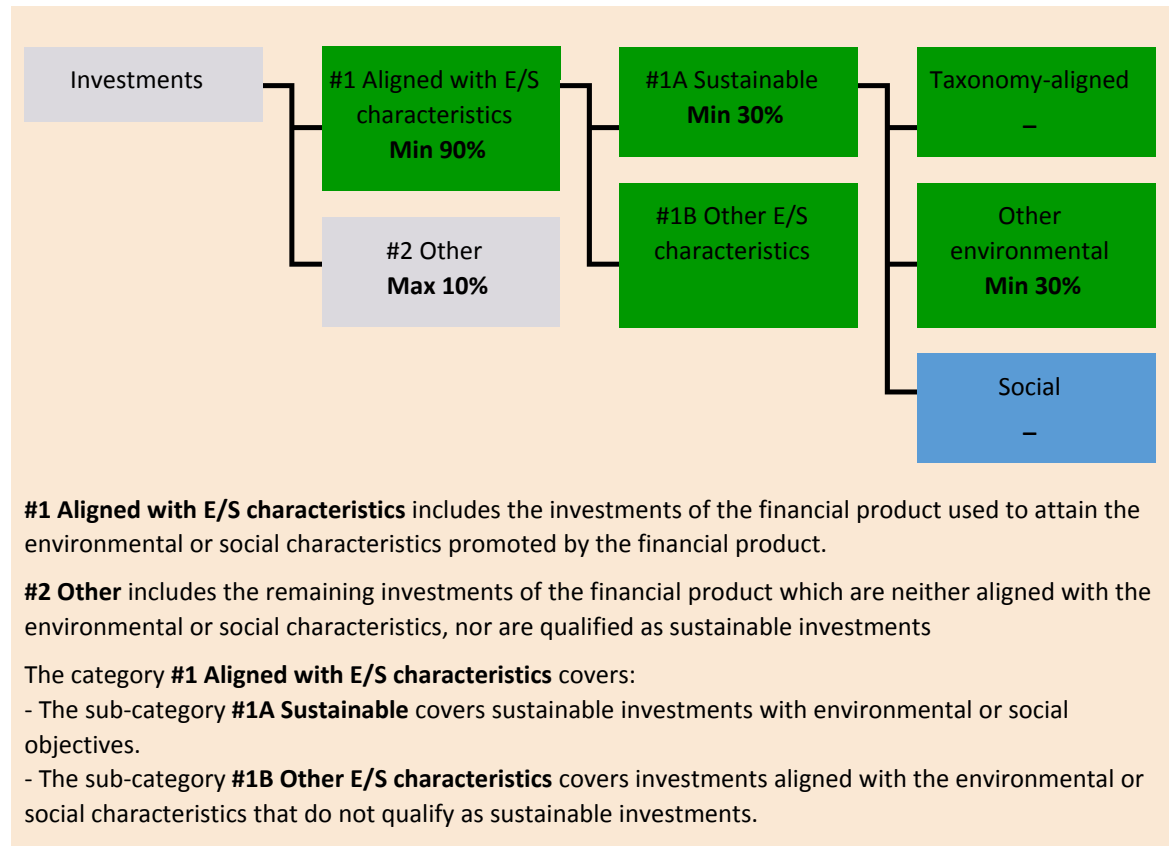 Investments
#1 Aligned with E/S
characteristics
Min 90%
#2 Other
Max 10%
#1A Sustainable
Min 30%
#1B Other E/S
characteristics
Taxonomy-aligned
–
Other
environmental
Min 30%
Social
–
#1 Aligned with E/S characteristics includes the investments of the financial product used to attain the
environmental or social characteristics promoted by the financial product.
#2 Other includes the remaining investments of the financial product which are neither aligned with the
environmental or social characteristics, nor are qualified as sustainable investments
The category #1 Aligned with E/S characteristics covers:
- The sub-category #1A Sustainable covers sustainable investments with environmental or social
objectives.
- The sub-category #1B Other E/S characteristics covers investments aligned with the environmental or
social characteristics that do not qualify as sustainable investments.